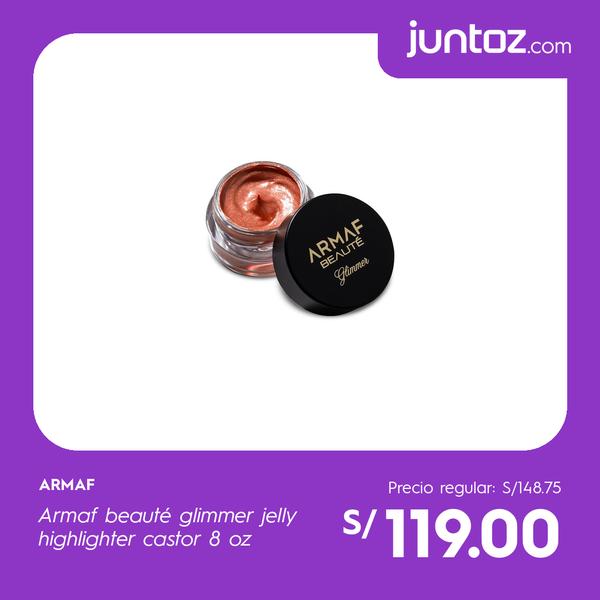 juntoz.com
ARMAF
BEAUTÉ
Glimmer
ARMAF
Armaf beauté glimmer jelly
highlighter castor 8 oz
Precio regular: S/148.75
S/119.00